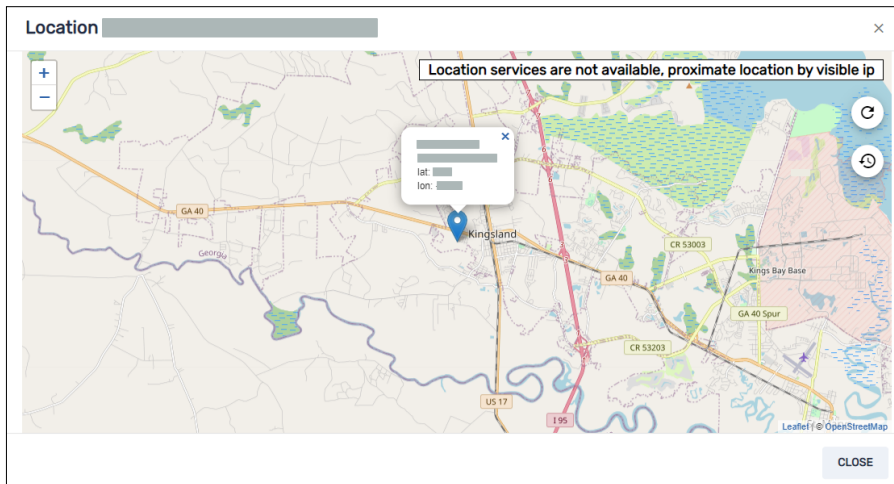 Location
×
+
−
Location services are not available, proximate location by visible ip
×
lat:
lon:
GA 40
Kingsland
Georgia
CR 53003
Kings Bay Base
GA 40
GA 40 Spur
CR 53203
US 17
I 95
Leaflet | © OpenStreetMap
CLOSE